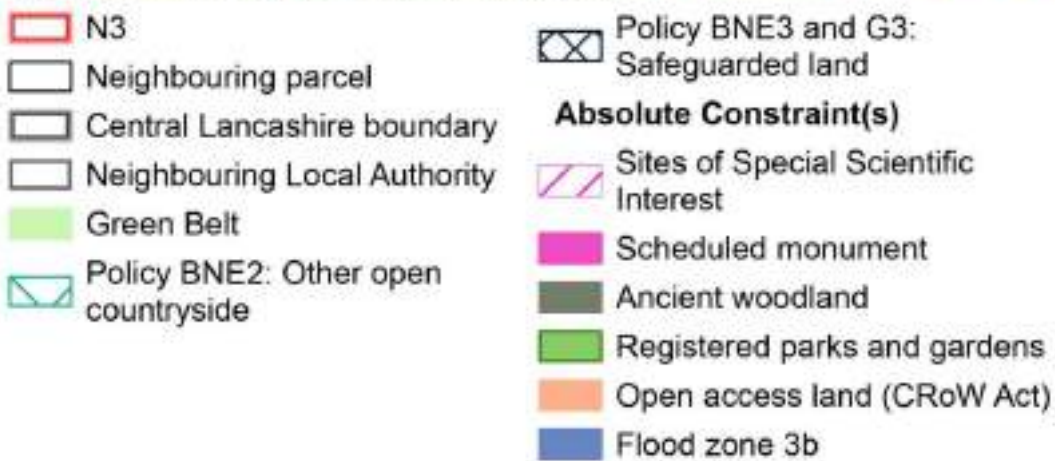 N3
Neighbouring parcel
Central Lancashire boundary
Neighbouring Local Authority
Green Belt
Policy BNE2: Other open
countryside
Policy BNE3 and G3:
Safeguarded land
Absolute Constraint(s)
Sites of Special Scientific
Interest
Scheduled monument
Ancient woodland
Registered parks and gardens
Open access land (CRoW Act)
Flood zone 3b